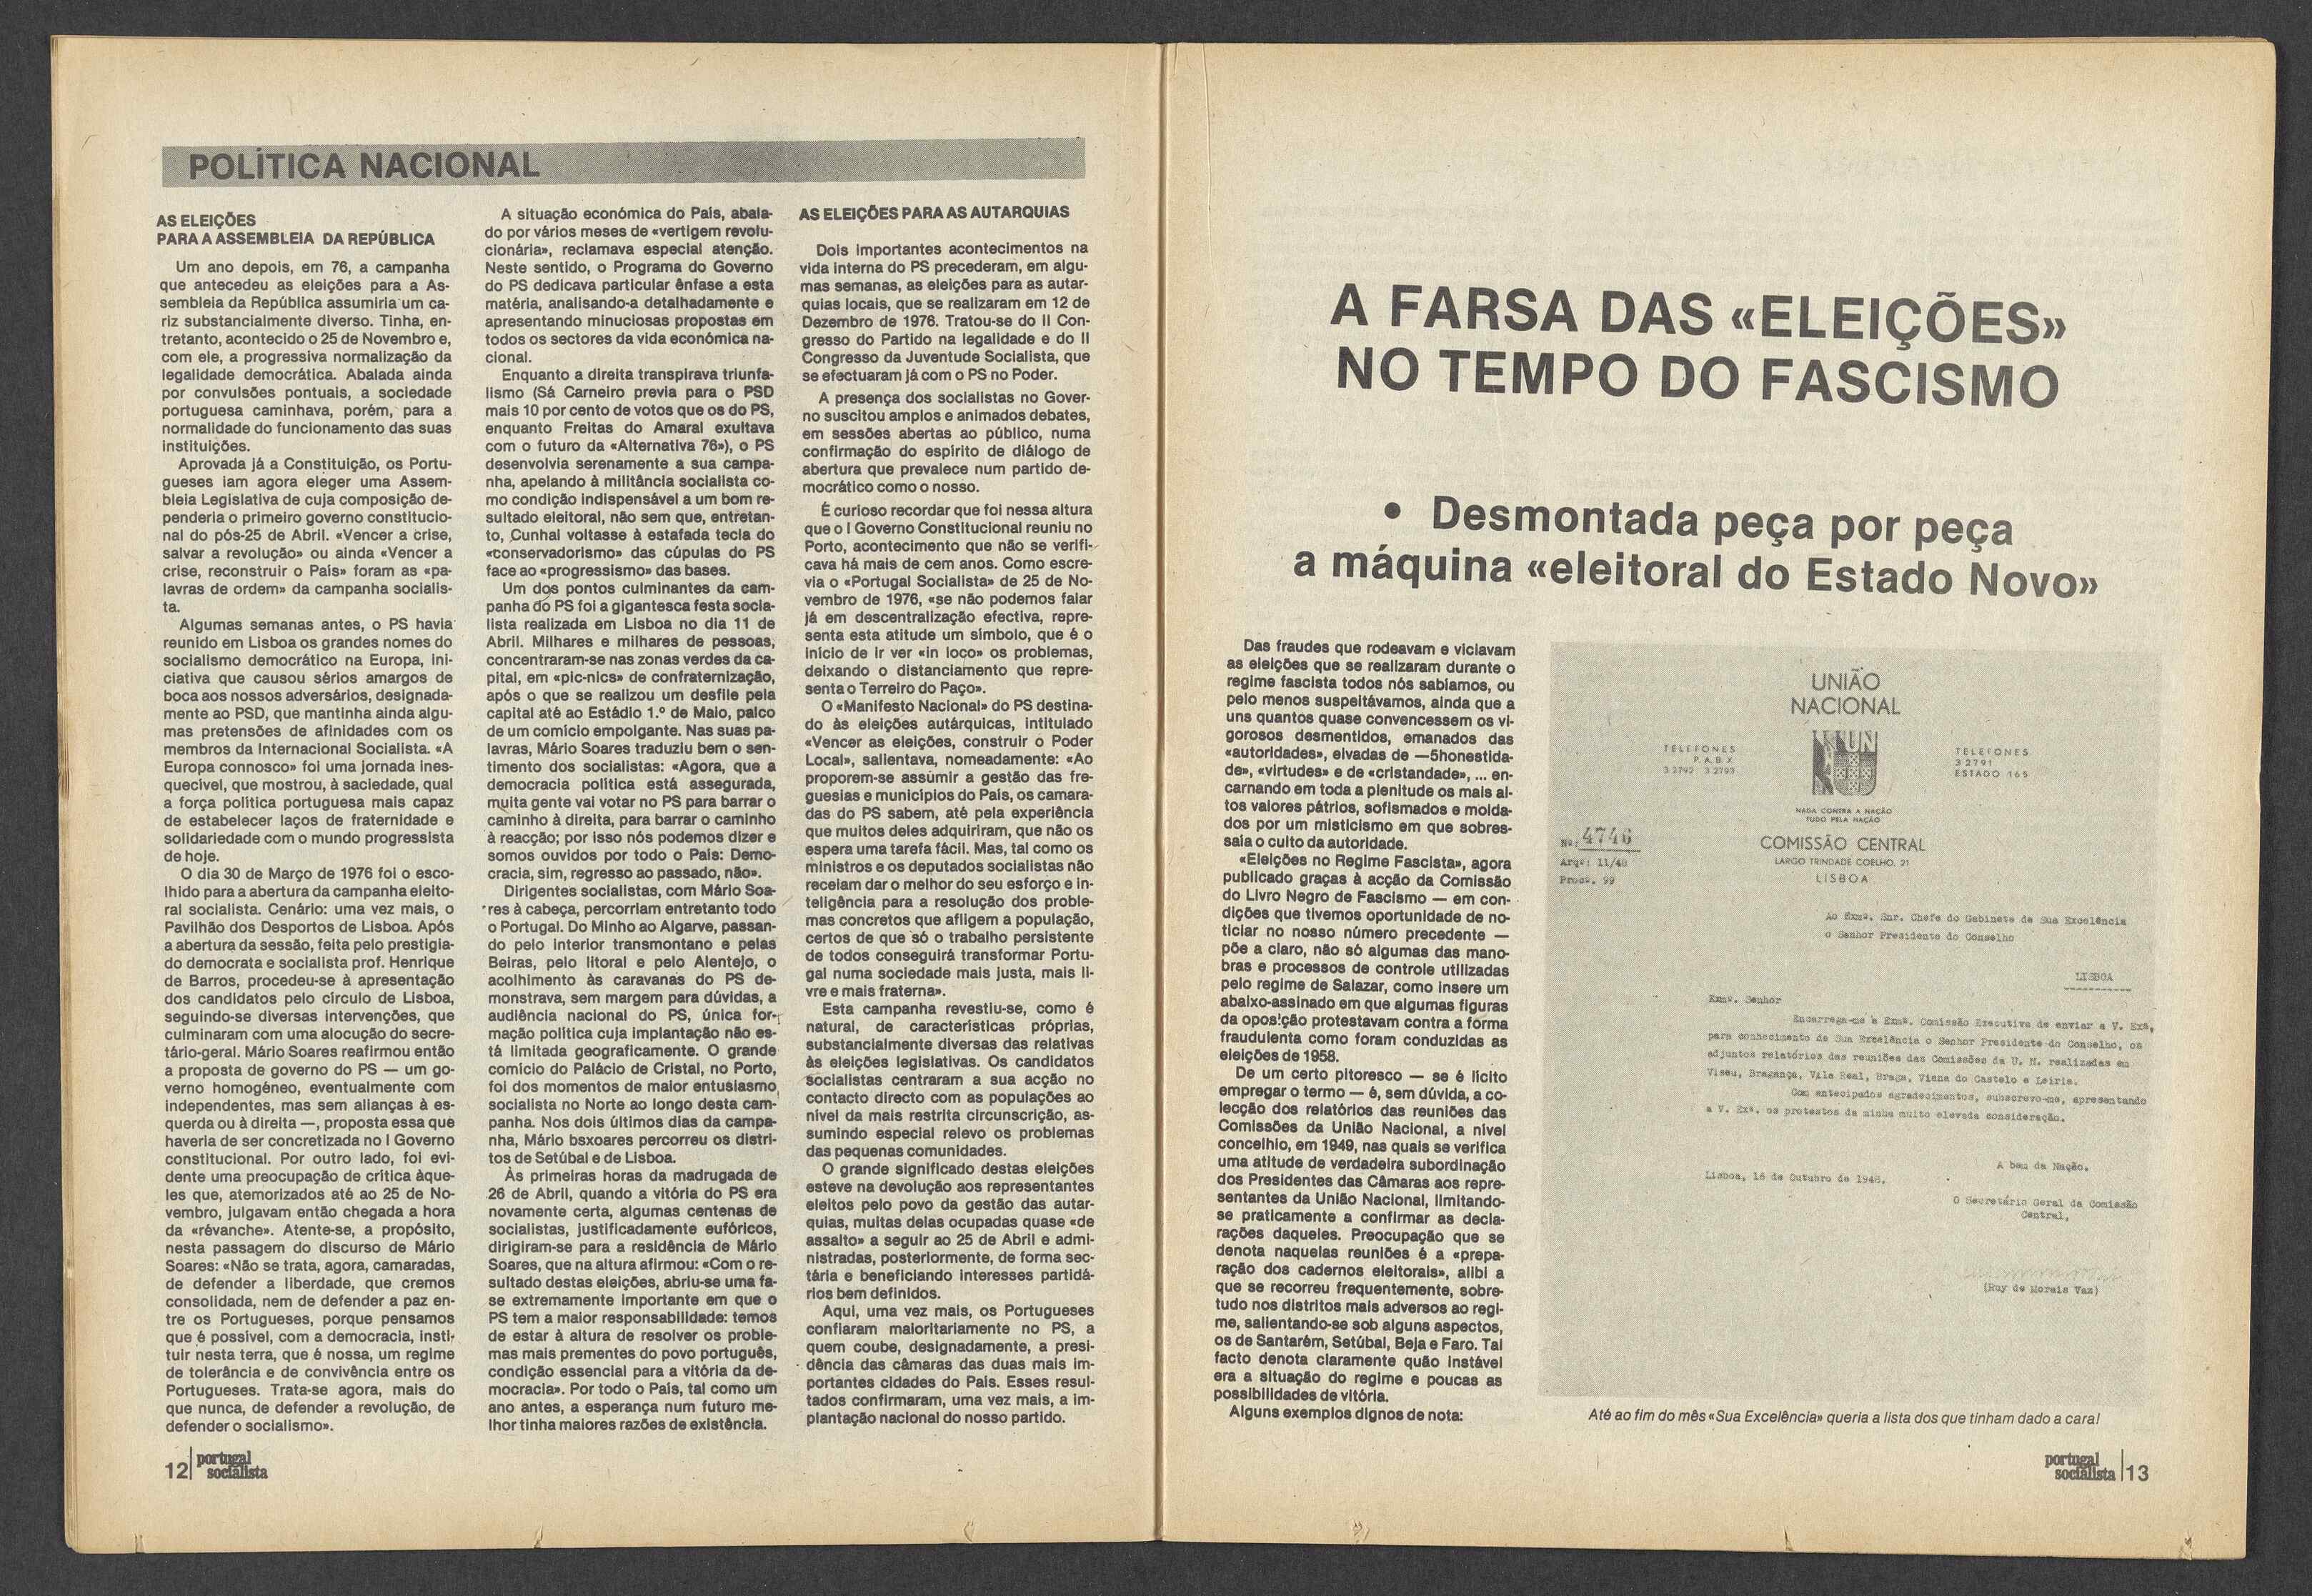 POLÍTICA NACIONAL
AS ELEIÇÕES
PARA A ASSEMBLEIA DA REPÚBLICA
Um ano depois, em 76, a campanha
que antecedeu as eleições para a As-
sembleia da República assumiria um ca-
riz substancialmente diverso. Tinha, en-
tretanto, acontecido o 25 de Novembro e,
com ele, a progressiva normalização da
legalidade democrática. Abalada ainda
por convulsões pontuais, a sociedade
portuguesa caminhava, porém, para a
normalidade do funcionamento das suas
instituições.
Aprovada já a Constituição, os Portu-
gueses iam agora eleger uma Assem-
bleia Legislativa de cuja composição de-
penderia o primeiro governo constitucio-
nal do pós-25 de Abril. «Vencer a crise,
salvar a revolução» ou ainda «Vencer a
crise, reconstruir o País» foram as «pa-
lavras de ordem» da campanha socialis-
ta.
Algumas semanas antes, o PS havia
reunido em Lisboa os grandes nomes do
socialismo democrático na Europa, ini-
ciativa que causou sérios amargos de
boca aos nossos adversários, designada-
mente ao PSD, que mantinha ainda algu-
mas pretensões de afinidades com os
membros da Internacional Socialista. «A
Europa connosco» foi uma jornada ines-
quecível, que mostrou, à saciedade, qual
a força política portuguesa mais capaz
de estabelecer laços de fraternidade e
solidariedade com o mundo progressista
de hoje.
O dia 30 de Março de 1976 foi o esco-
lhido para a abertura da campanha eleito-
ral socialista. Cenário: uma vez mais, o
Pavilhão dos Desportos de Lisboa. Após
a abertura da sessão, feita pelo prestigia-
do democrata e socialista prof. Henrique
de Barros, procedeu-se à apresentação
dos candidatos pelo círculo de Lisboa,
seguindo-se diversas intervenções, que
culminaram com uma alocução do secre-
tário-geral. Mário Soares reafirmou então
a proposta de governo do PS — um go-
verno homogéneo, eventualmente com
independentes, mas sem alianças à es-
querda ou à direita —, proposta essa que
haveria de ser concretizada no I Governo
constitucional. Por outro lado, foi evi-
dente uma preocupação de crítica àque-
les que, atemorizados até ao 25 de No-
vembro, julgavam então chegada a hora
da «révanche». Atente-se, a propósito,
nesta passagem do discurso de Mário
Soares: «Não se trata, agora, camaradas,
de defender a liberdade, que cremos
consolidada, nem de defender a paz en-
tre os Portugueses, porque pensamos
que é possível, com a democracia, insti-
tuir nesta terra, que é nossa, um regime
de tolerância e de convivência entre os
Portugueses. Trata-se agora, mais do
que nunca, de defender a revolução, de
defender o socialismo».
A situação económica do País, abala-
do por vários meses de «vertigem revolu-
cionária», reclamava especial atenção.
Neste sentido, o Programa do Governo
do PS dedicava particular ênfase a esta
matéria, analisando-a detalhadamente e
apresentando minuciosas propostas em
todos os sectores da vida económica na-
cional.
Enquanto a direita transpirava triunfa-
lismo (Sá Carneiro previa para o PSD
mais 10 por cento de votos que os do PS,
enquanto Freitas do Amaral exultava
com o futuro da «Alternativa 76»), o PS
desenvolvia serenamente a sua campa-
nha, apelando à militância socialista co-
mo condição indispensável a um bom re-
sultado eleitoral, não sem que, entretan-
to, Cunhal voltasse à estafada tecla do
«conservadorismo» das cúpulas do PS
face ao «progressismo» das bases.
Um dos pontos culminantes da cam-
panha do PS foi a gigantesca festa socia-
lista realizada em Lisboa no dia 11 de
Abril. Milhares e milhares de pessoas,
concentraram-se nas zonas verdes da ca-
pital, em «pic-nics» de confraternização,
após o que se realizou um desfile pela
capital até ao Estádio 1.º de Maio, palco
de um comício empolgante. Nas suas pa-
lavras, Mário Soares traduziu bem o sen-
timento dos socialistas: «Agora, que a
democracia política está assegurada,
muita gente vai votar no PS para barrar o
caminho à direita, para barrar o caminho
à reacção; por isso nós podemos dizer e
somos ouvidos por todo o País: Demo-
cracia, sim, regresso ao passado, não».
Dirigentes socialistas, com Mário Soa-
res à cabeça, percorriam entretanto todo
o Portugal. Do Minho ao Algarve, passan-
do pelo interior transmontano e pelas
Beiras, pelo litoral e pelo Alentejo, o
acolhimento às caravanas do PS de-
monstrava, sem margem para dúvidas, a
audiência nacional do PS, única for-
mação política cuja implantação não es-
tá limitada geograficamente. O grande
comício do Palácio de Cristal, no Porto,
foi dos momentos de maior entusiasmo
socialista no Norte ao longo desta cam-
panha. Nos dois últimos dias da campa-
nha, Mário bsxoares percorreu os distri-
tos de Setúbal e de Lisboa.
Às primeiras horas da madrugada de
26 de Abril, quando a vitória do PS era
novamente certa, algumas centenas de
socialistas, justificadamente eufóricos,
dirigiram-se para a residência de Mário
Soares, que na altura afirmou: «Com o re-
sultado destas eleições, abriu-se uma fa-
se extremamente importante em que o
PS tem a maior responsabilidade: temos
de estar à altura de resolver os proble-
mas mais prementes do povo português,
condição essencial para a vitória da de-
mocracia». Por todo o País, tal como um
ano antes, a esperança num futuro me-
lhor tinha maiores razões de existência.
AS ELEIÇÕES PARA AS AUTARQUIAS
Dois importantes acontecimentos na
vida interna do PS precederam, em algu-
mas semanas, as eleições para as autar-
quias locais, que se realizaram em 12 de
Dezembro de 1976. Tratou-se do II Con-
gresso do Partido na legalidade e do II
Congresso da Juventude Socialista, que
se efectuaram já com o PS no Poder.
A presença dos socialistas no Gover-
no suscitou amplos e animados debates,
em sessões abertas ao público, numa
confirmação do espírito de diálogo de
abertura que prevalece num partido de-
mocrático como o nosso.
É curioso recordar que foi nessa altura
que o I Governo Constitucional reuniu no
Porto, acontecimento que não se verifi-
cava há mais de cem anos. Como escre-
via o «Portugal Socialista» de 25 de No-
vembro de 1976, «se não podemos falar
já em descentralização efectiva, repre-
senta esta atitude um símbolo, que é o
início de ir ver «in loco» os problemas,
deixando o distanciamento que repre-
senta o Terreiro do Paço».
O «Manifesto Nacional» do PS destina-
do às eleições autárquicas, intitulado
«Vencer as eleições, construir o Poder
Local», salientava, nomeadamente: «Ao
proporem-se assumir a gestão das fre-
guesias e municípios do País, os camara-
das do PS sabem, até pela experiência
que muitos deles adquiriram, que não os
espera uma tarefa fácil. Mas, tal como os
ministros e os deputados socialistas não
receiam dar o melhor do seu esforço e in-
teligência para a resolução dos proble-
mas concretos que afligem a população,
certos de que só o trabalho persistente
de todos conseguirá transformar Portu-
gal numa sociedade mais justa, mais li-
vre e mais fraterna».
Esta campanha revestiu-se, como é
natural, de características próprias,
substancialmente diversas das relativas
às eleições legislativas. Os candidatos
socialistas centraram a sua acção no
contacto directo com as populações ao
nível da mais restrita circunscrição, as-
sumindo especial relevo os problemas
das pequenas comunidades.
O grande significado destas eleições
esteve na devolução aos representantes
eleitos pelo povo da gestão das autar-
quias, muitas delas ocupadas quase «de
assalto» a seguir ao 25 de Abril e admi-
nistradas, posteriormente, de forma sec-
tária e beneficiando interesses partidá-
rios bem definidos.
Aqui, uma vez mais, os Portugueses
confiaram maioritariamente no PS, a
quem coube, designadamente, a presi-
dência das câmaras das duas mais im-
portantes cidades do País. Esses resul-
tados confirmaram, uma vez mais, a im-
plantação nacional do nosso partido.
12 portugal
socialista
A FARSA DAS «ELEIÇÕES»
NO TEMPO DO FASCISMO
• Desmontada peça por peça
a máquina «eleitoral do Estado Novo»
Das fraudes que rodeavam e viciavam
as eleições que se realizaram durante o
regime fascista todos nós sabíamos, ou
pelo menos suspeitávamos, ainda que a
uns quantos quase convencessem os vi-
gorosos desmentidos, emanados das
«autoridades», eivadas de —5honestida-
de», «virtudes» e de «cristandade», ... en-
carnando em toda a plenitude os mais al-
tos valores pátrios, sofismados e molda-
dos por um misticismo em que sobres-
saía o culto da autoridade.
«Eleições no Regime Fascista», agora
publicado graças à acção da Comissão
do Livro Negro de Fascismo — em con-
dições que tivemos oportunidade de no-
ticiar no nosso número precedente —
põe a claro, não só algumas das mano-
bras e processos de controle utilizadas
pelo regime de Salazar, como insere um
abaixo-assinado em que algumas figuras
da oposição protestavam contra a forma
fraudulenta como foram conduzidas as
eleições de 1958.
De um certo pitoresco — se é lícito
empregar o termo — é, sem dúvida, a co-
lecção dos relatórios das reuniões das
Comissões da União Nacional, a nível
concelhio, em 1949, nas quais se verifica
uma atitude de verdadeira subordinação
dos Presidentes das Câmaras aos repre-
sentantes da União Nacional, limitando-
se praticamente a confirmar as decla-
rações daqueles. Preocupação que se
denota naquelas reuniões é a «prepa-
ração dos cadernos eleitorais», alibi a
que se recorreu frequentemente, sobre-
tudo nos distritos mais adversos ao regi-
me, salientando-se sob alguns aspectos,
os de Santarém, Setúbal, Beja e Faro. Tal
facto denota claramente quão instável
era a situação do regime e poucas as
possibilidades de vitória.
Alguns exemplos dignos de nota:
UNIÃO
NACIONAL
TELEFONES
P. A. B. X
3 2792 3 2793
UN
TELEFONES
3 2791
ESTADO 165
NADA CONTRA A NAÇÃO
TUDO PELA NAÇÃO
COMISSÃO CENTRAL
LARGO TRINDADE COELHO, 21
LISBOA
Nº: 4746
Arqº: 11/48
Procº. 99
Ao Exmº. Snr. Chefe do Gabinete de Sua Excelência
o Senhor Presidente do Conselho
LISBOA
Exmº. Senhor
Encarrega-me a Exmª. Comissão Executiva de enviar a V. Exª,
para conhecimento de Sua Excelência o Senhor Presidente do Conselho, os
adjuntos relatórios das reuniões das Comissões da U. N. realizadas em
Viseu, Bragança, Vila Real, Braga, Viana do Castelo e Leiria.
Com antecipados agradecimentos, subscrevo-me, apresentando
a V. Exª. os protestos da minha muito elevada consideração.
A bem da Nação.
Lisboa, 16 de Outubro de 1948.
O Secretário Geral da Comissão
Central,
(Ruy de Morais Vaz)
Até ao fim do mês «Sua Excelência» queria a lista dos que tinham dado a cara!
portugal
socialista 13